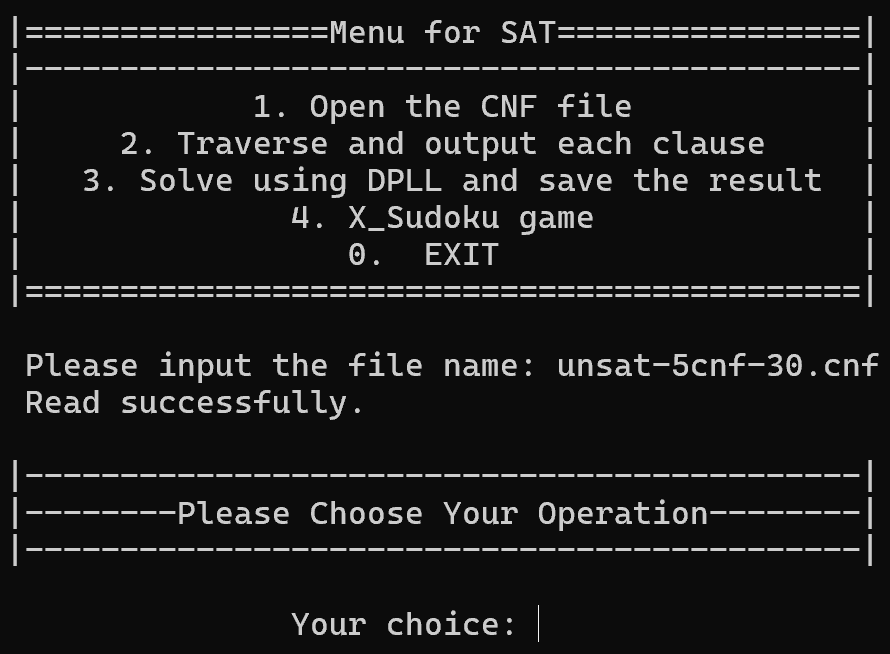 |================Menu for SAT================|
|--------------------------------------------|
| 1. Open the CNF file |
| 2. Traverse and output each clause |
| 3. Solve using DPLL and save the result |
| 4. X_Sudoku game |
| 0.  EXIT |
|============================================|
Please input the file name: unsat-5cnf-30.cnf
Read successfully.
|--------------------------------------------|
|--------Please Choose Your Operation--------|
|--------------------------------------------|
Your choice: